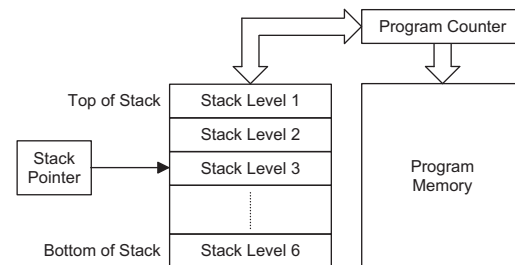 Program Counter
Top of Stack
Stack Level 1
Stack Level 2
Stack
Pointer
Stack Level 3
Program
Memory
Bottom of Stack
Stack Level 6